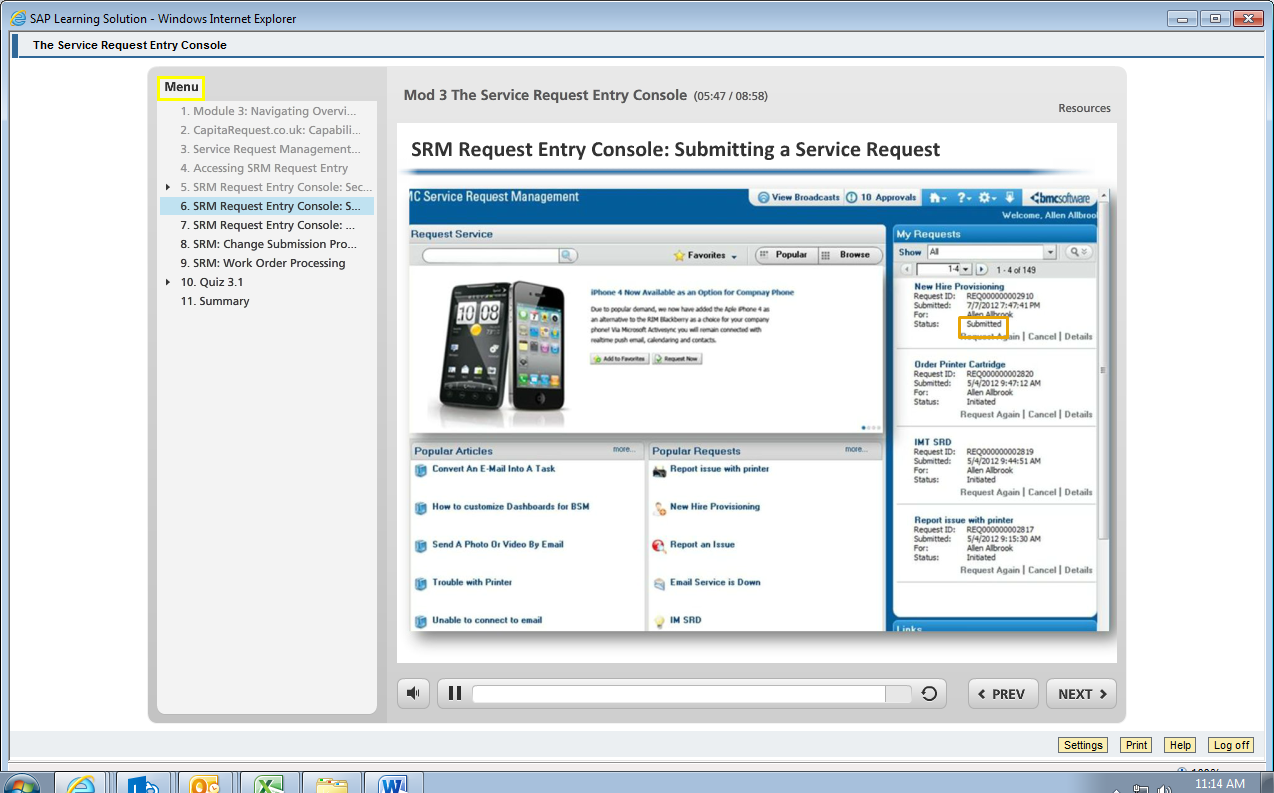 SAP Learning Solution - Windows Internet Explorer
The Service Request Entry Console
Menu
1. Module 3: Navigating Overvi...
2. CapitaRequest.co.uk: Capabili...
3. Service Request Management...
4. Accessing SRM Request Entry
5. SRM Request Entry Console: Sec...
6. SRM Request Entry Console: S...
7. SRM Request Entry Console: ...
8. SRM: Change Submission Pro...
9. SRM: Work Order Processing
10. Quiz 3.1
11. Summary
Mod 3 The Service Request Entry Console (05:47 / 08:58)
Resources
SRM Request Entry Console: Submitting a Service Request
MC Service Request Management
View Broadcasts
10 Approvals
bmcsoftware
Welcome, Allen Allbrool
Request Service
Favorites
Popular
Browse
iPhone 4 Now Available as an Option for Compnay Phone
Due to popular demand, we now have added the Aple iPhone 4 as
an alternative to the RIM Blackberry as a choice for your company
phone! Via Microsoft Activesync you will remain connected with
realtime push email, calendaring and contacts.
Add to Favorites
Request Now
Popular Articles
more...
Convert An E-Mail Into A Task
How to customize Dashboards for BSM
Send A Photo Or Video By Email
Trouble with Printer
Unable to connect to email
Popular Requests
more...
Report issue with printer
New Hire Provisioning
Report an Issue
Email Service is Down
IM SRD
My Requests
Show All
1-4
1 - 4 of 149
New Hire Provisioning
Request ID: REQ000000002910
Submitted: 7/7/2012 7:47:41 PM
For: Allen Allbrook
Status: Submitted
Request Again | Cancel | Details
Order Printer Cartridge
Request ID: REQ000000002820
Submitted: 5/4/2012 9:47:12 AM
For: Allen Allbrook
Status: Initiated
Request Again | Cancel | Details
IMT SRD
Request ID: REQ000000002819
Submitted: 5/4/2012 9:44:51 AM
For: Allen Allbrook
Status: Initiated
Request Again | Cancel | Details
Report issue with printer
Request ID: REQ000000002817
Submitted: 5/4/2012 9:15:30 AM
For: Allen Allbrook
Status: Initiated
Request Again | Cancel | Details
Links
PREV
NEXT
Settings
Print
Help
Log off
11:14 AM